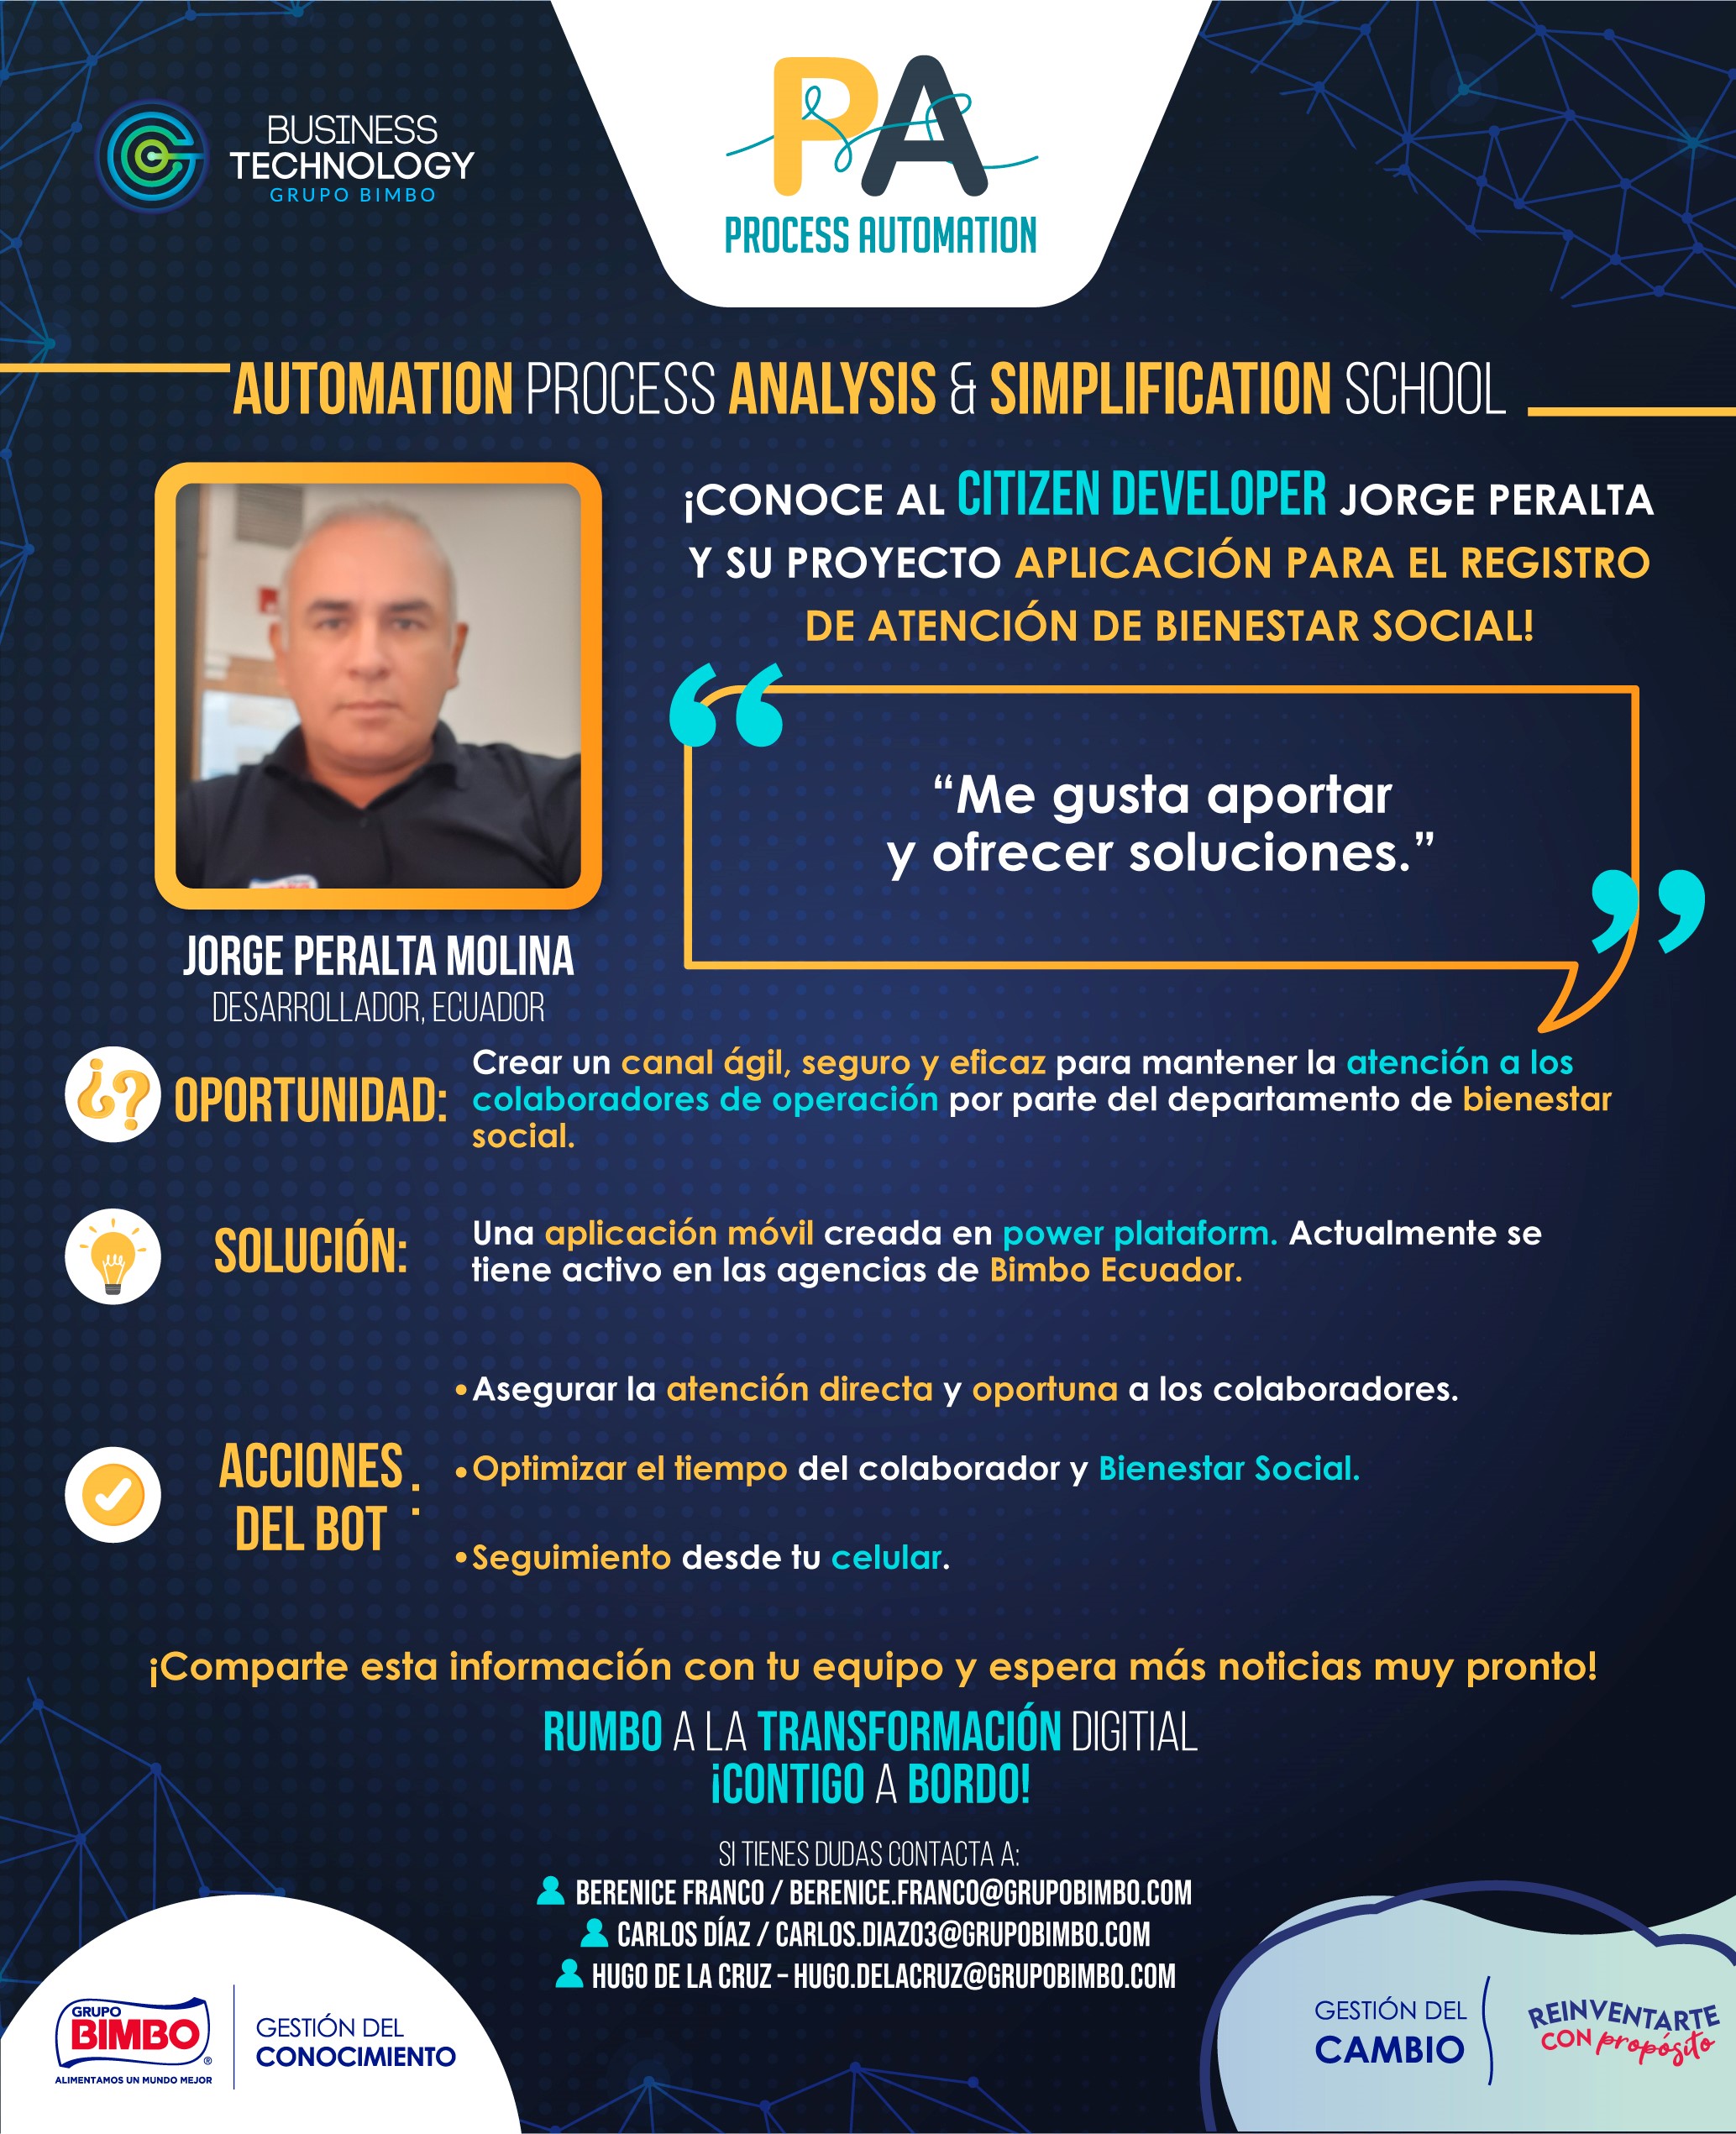 BUSINESS
TECHNOLOGY
GRUPO BIMBO
PA
PROCESS AUTOMATION
AUTOMATION PROCESS ANALYSIS & SIMPLIFICATION SCHOOL
¡CONOCE AL CITIZEN DEVELOPER JORGE PERALTA
Y SU PROYECTO APLICACIÓN PARA EL REGISTRO
DE ATENCIÓN DE BIENESTAR SOCIAL!
“Me gusta aportar
y ofrecer soluciones.”
JORGE PERALTA MOLINA
DESARROLLADOR, ECUADOR
OPORTUNIDAD:
Crear un canal ágil, seguro y eficaz para mantener la atención a los
colaboradores de operación por parte del departamento de bienestar
social.
SOLUCIÓN:
Una aplicación móvil creada en power plataform. Actualmente se
tiene activo en las agencias de Bimbo Ecuador.
ACCIONES
DEL BOT :
• Asegurar la atención directa y oportuna a los colaboradores.
• Optimizar el tiempo del colaborador y Bienestar Social.
• Seguimiento desde tu celular.
¡Comparte esta información con tu equipo y espera más noticias muy pronto!
RUMBO A LA TRANSFORMACIÓN DIGITIAL
¡CONTIGO A BORDO!
SI TIENES DUDAS CONTACTA A:
BERENICE FRANCO / BERENICE.FRANCO@GRUPOBIMBO.COM
CARLOS DÍAZ / CARLOS.DIAZ03@GRUPOBIMBO.COM
HUGO DE LA CRUZ – HUGO.DELACRUZ@GRUPOBIMBO.COM
GRUPO
BIMBO
®
ALIMENTAMOS UN MUNDO MEJOR
GESTIÓN DEL
CONOCIMIENTO
GESTIÓN DEL
CAMBIO
REINVENTARTE
CON propósito